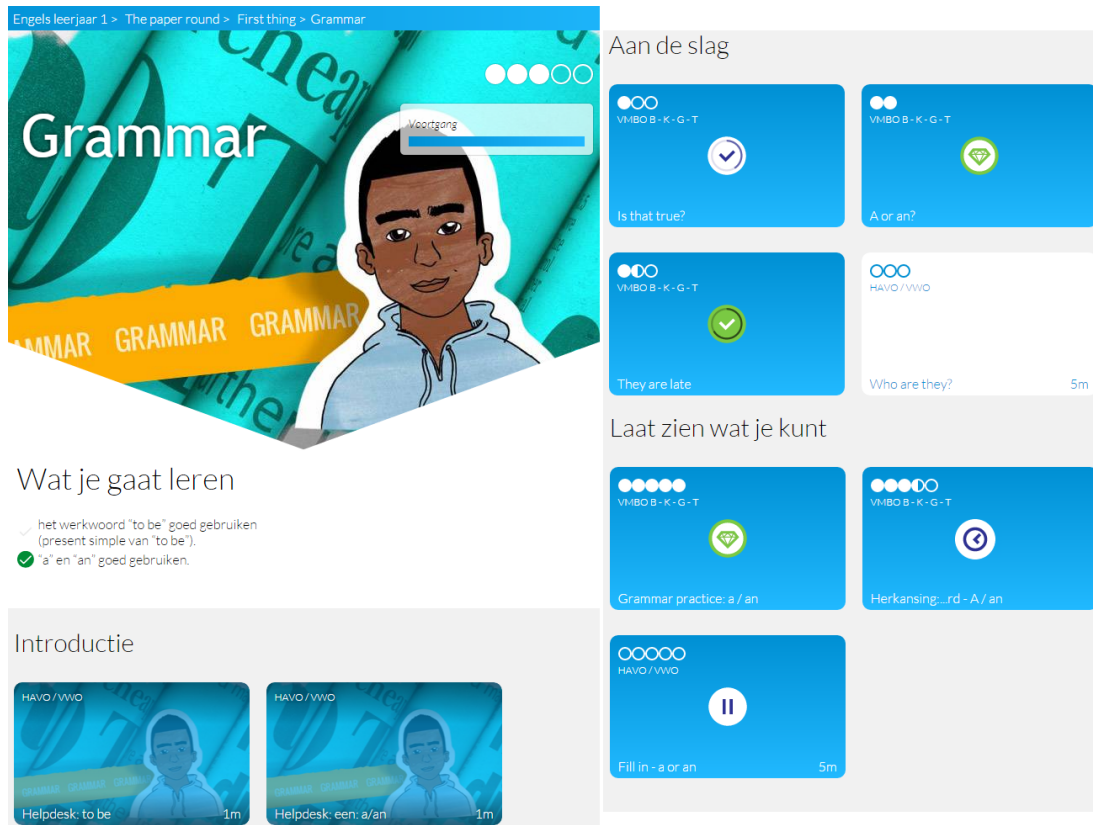 Engels leerjaar 1 > The paper round > First thing > Grammar
Grammar
Voortgang
GRAMMAR GRAMMAR
Wat je gaat leren
het werkwoord "to be" goed gebruiken
(present simple van "to be").
"a" en "an" goed gebruiken.
Introductie
HAVO / VWO
Helpdesk: to be 1m
HAVO / VWO
Helpdesk: een: a/an 1m
Aan de slag
VMBO B - K - G - T
Is that true?
VMBO B - K - G - T
A or an?
VMBO B - K - G - T
They are late
HAVO / VWO
Who are they? 5m
Laat zien wat je kunt
VMBO B - K - G - T
Grammar practice: a / an
VMBO B - K - G - T
Herkansing:...rd - A / an
HAVO / VWO
Fill in - a or an 5m